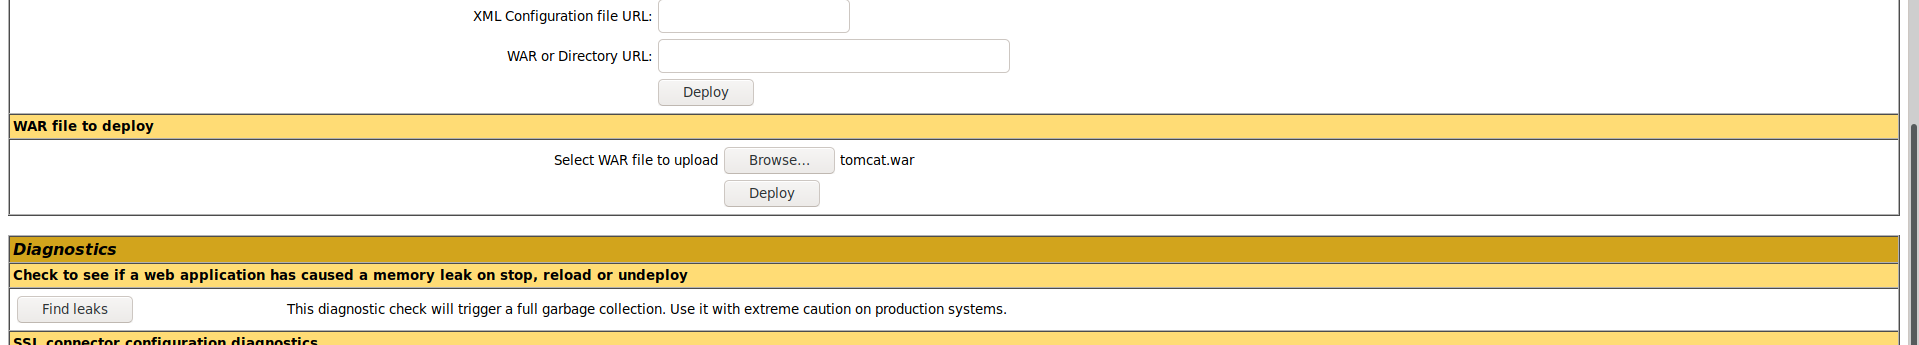 XML Configuration file URL:
WAR or Directory URL:
Deploy
WAR file to deploy
Select WAR file to upload Browse... tomcat.war
Deploy
Diagnostics
Check to see if a web application has caused a memory leak on stop, reload or undeploy
Find leaks This diagnostic check will trigger a full garbage collection. Use it with extreme caution on production systems.
SSL connector configuration diagnostics